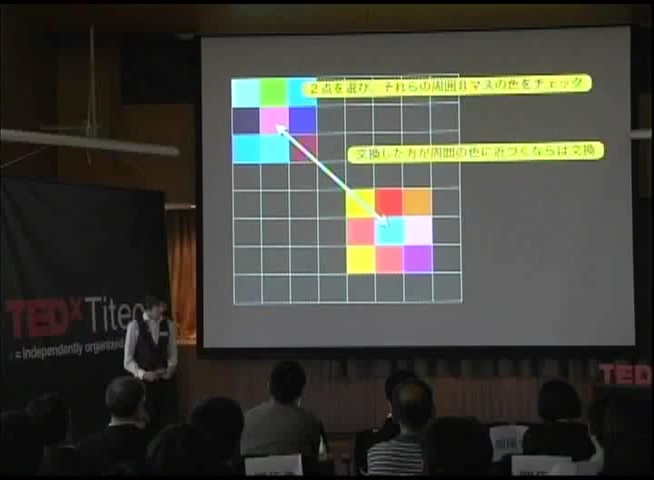 2点を選び、それらの周囲8マスの色をチェック
交換した方が周囲の色に近づくならば交換
TEDxTitech
= independently organized
TED